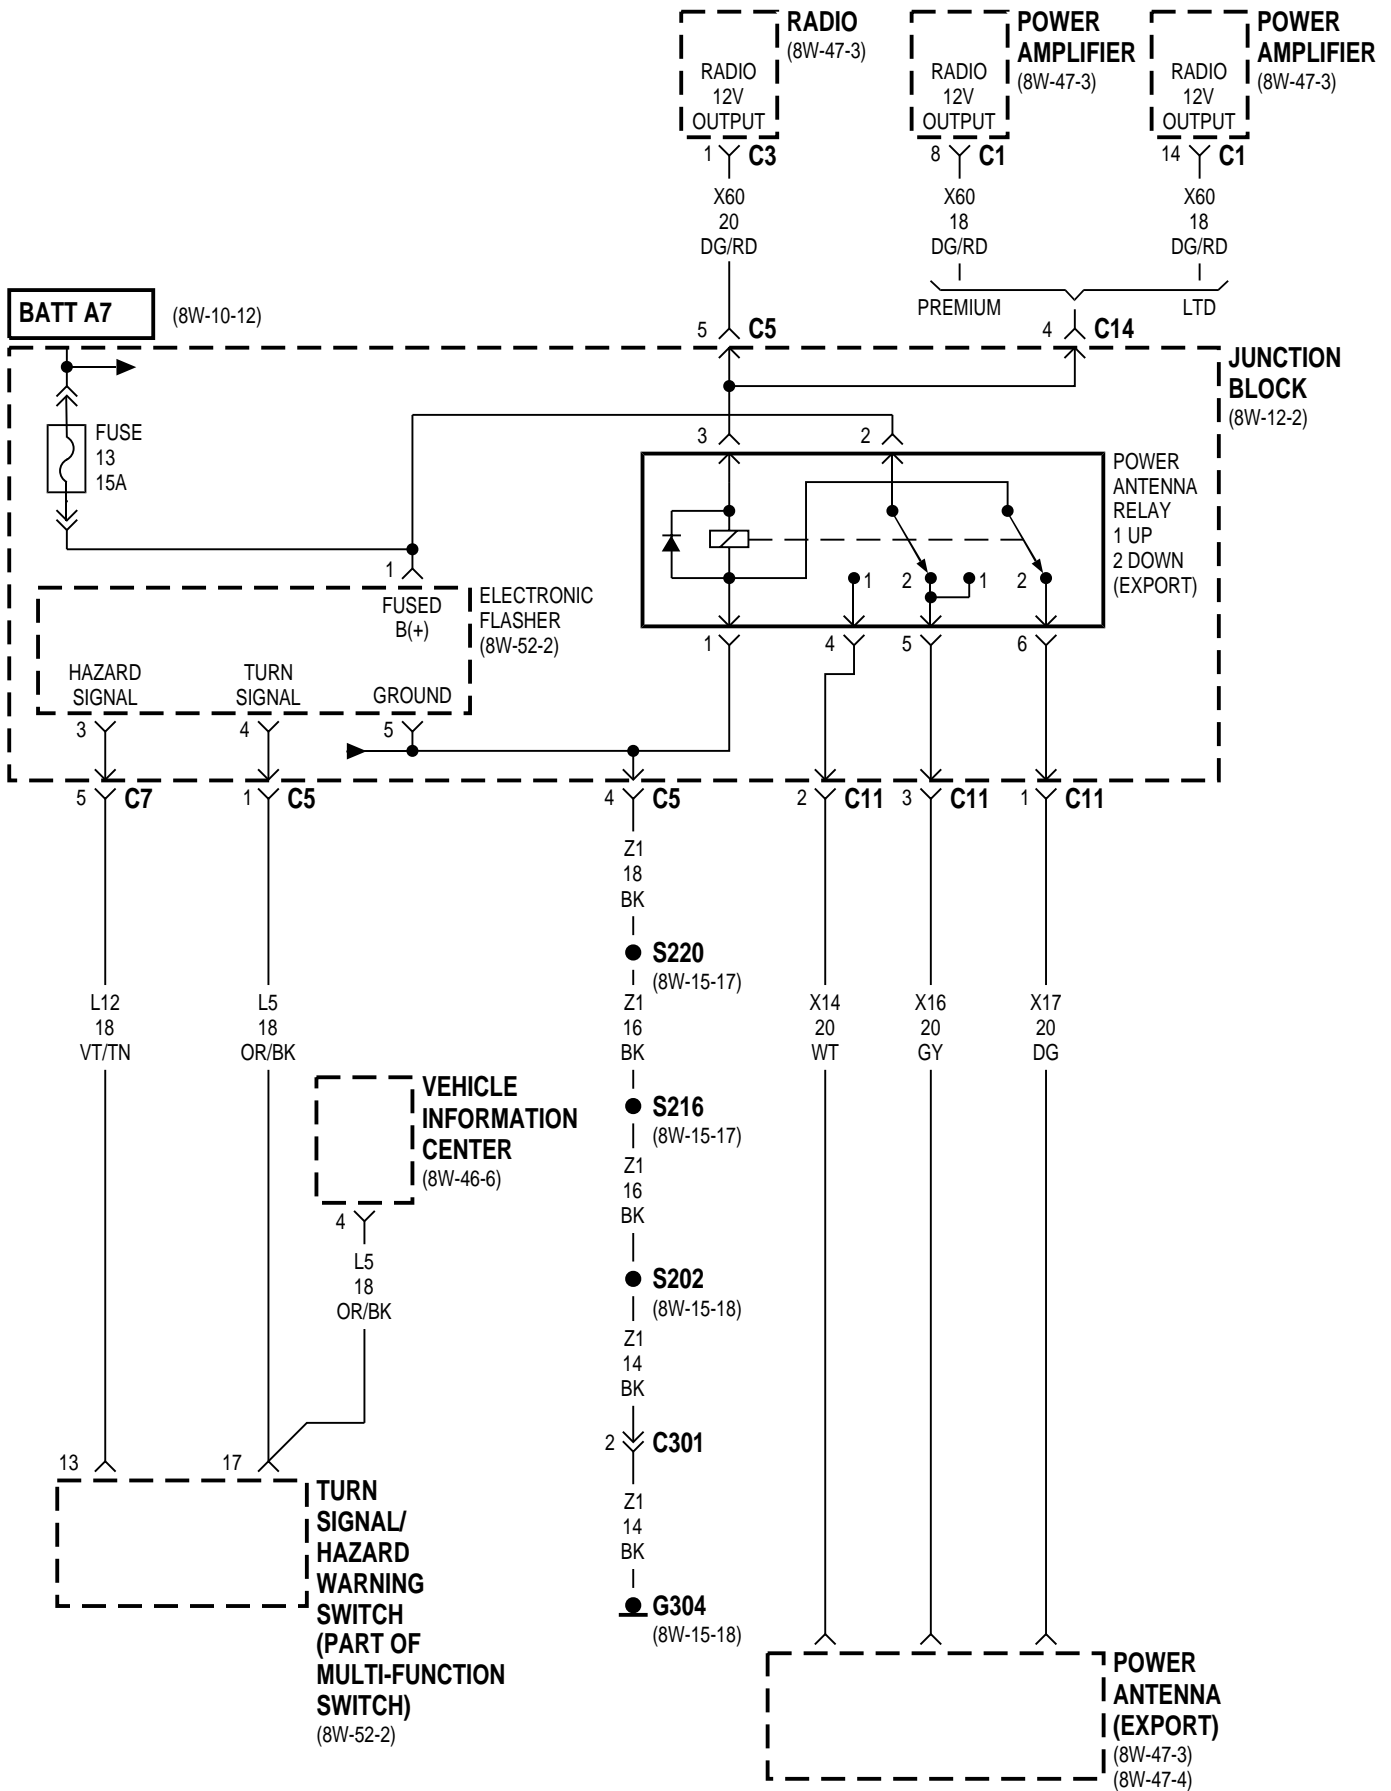 RADIO
(8W-47-3)
RADIO
12V
OUTPUT
1
C3
X60
20
DG/RD
POWER
AMPLIFIER
(8W-47-3)
RADIO
12V
OUTPUT
8
C1
X60
18
DG/RD
PREMIUM
POWER
AMPLIFIER
(8W-47-3)
RADIO
12V
OUTPUT
14
C1
X60
18
DG/RD
LTD
BATT A7
(8W-10-12)
5
C5
4
C14
JUNCTION
BLOCK
(8W-12-2)
FUSE
13
15A
3
2
POWER
ANTENNA
RELAY
1 UP
2 DOWN
(EXPORT)
1
2
1
2
1
4
5
6
1
FUSED
B(+)
ELECTRONIC
FLASHER
(8W-52-2)
HAZARD
SIGNAL
TURN
SIGNAL
GROUND
3
4
5
5
C7
1
C5
4
C5
2
C11
3
C11
1
C11
Z1
18
BK
S220
(8W-15-17)
L12
18
VT/TN
L5
18
OR/BK
Z1
16
BK
X14
20
WT
X16
20
GY
X17
20
DG
VEHICLE
INFORMATION
CENTER
(8W-46-6)
4
L5
18
OR/BK
S216
(8W-15-17)
Z1
16
BK
S202
(8W-15-18)
Z1
14
BK
2
C301
Z1
14
BK
G304
(8W-15-18)
13
17
TURN
SIGNAL/
HAZARD
WARNING
SWITCH
(PART OF
MULTI-FUNCTION
SWITCH)
(8W-52-2)
POWER
ANTENNA
(EXPORT)
(8W-47-3)
(8W-47-4)